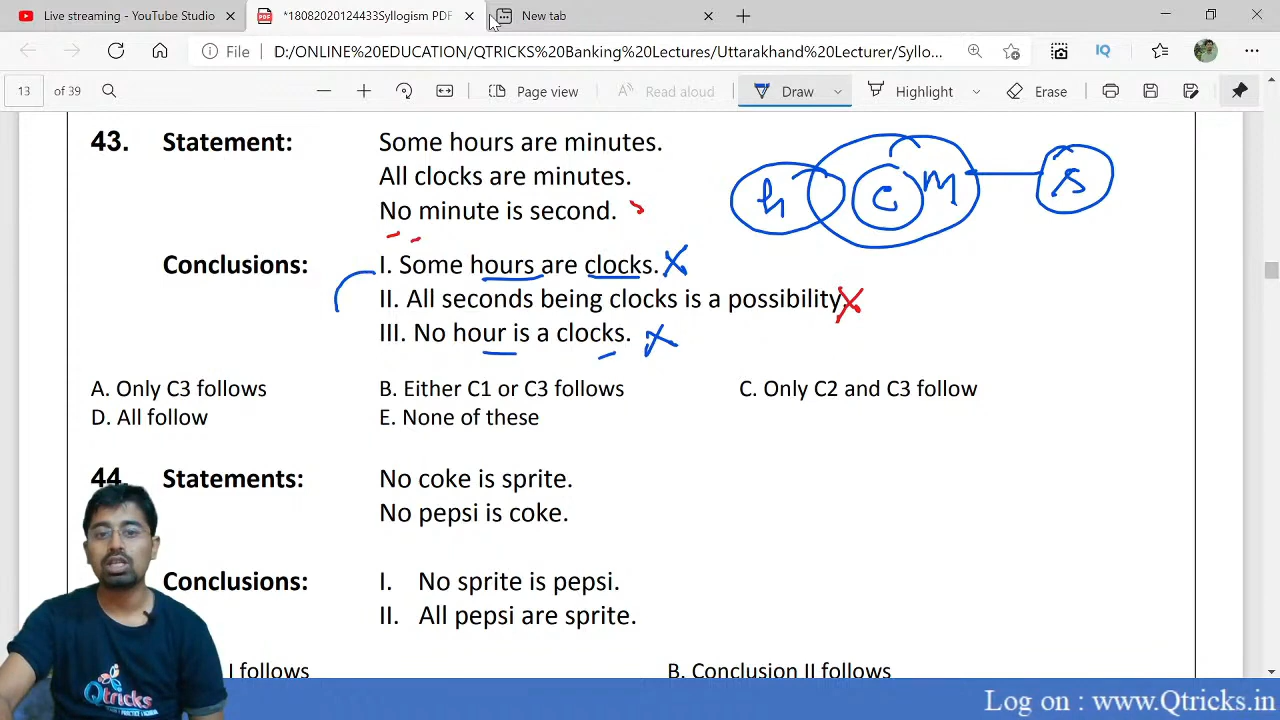 Live streaming - YouTube Studio
*18082020124433Syllogism PDF
New tab
File
D:/ONLINE%20EDUCATION/QTRICKS%20Banking%20Lectures/Uttarakhand%20Lecturer/Syllo...
IQ
13 of 39
Page view
Read aloud
Draw
Highlight
Erase
43. Statement: Some hours are minutes.
All clocks are minutes.
No minute is second.
h c m s
Conclusions: I. Some hours are clocks.
II. All seconds being clocks is a possibility.
III. No hour is a clocks.
A. Only C3 follows B. Either C1 or C3 follows C. Only C2 and C3 follow
D. All follow E. None of these
44. Statements: No coke is sprite.
No pepsi is coke.
Conclusions: I. No sprite is pepsi.
II. All pepsi are sprite.
I follows B. Conclusion II follows
Qtricks
Log on : www.Qtricks.in